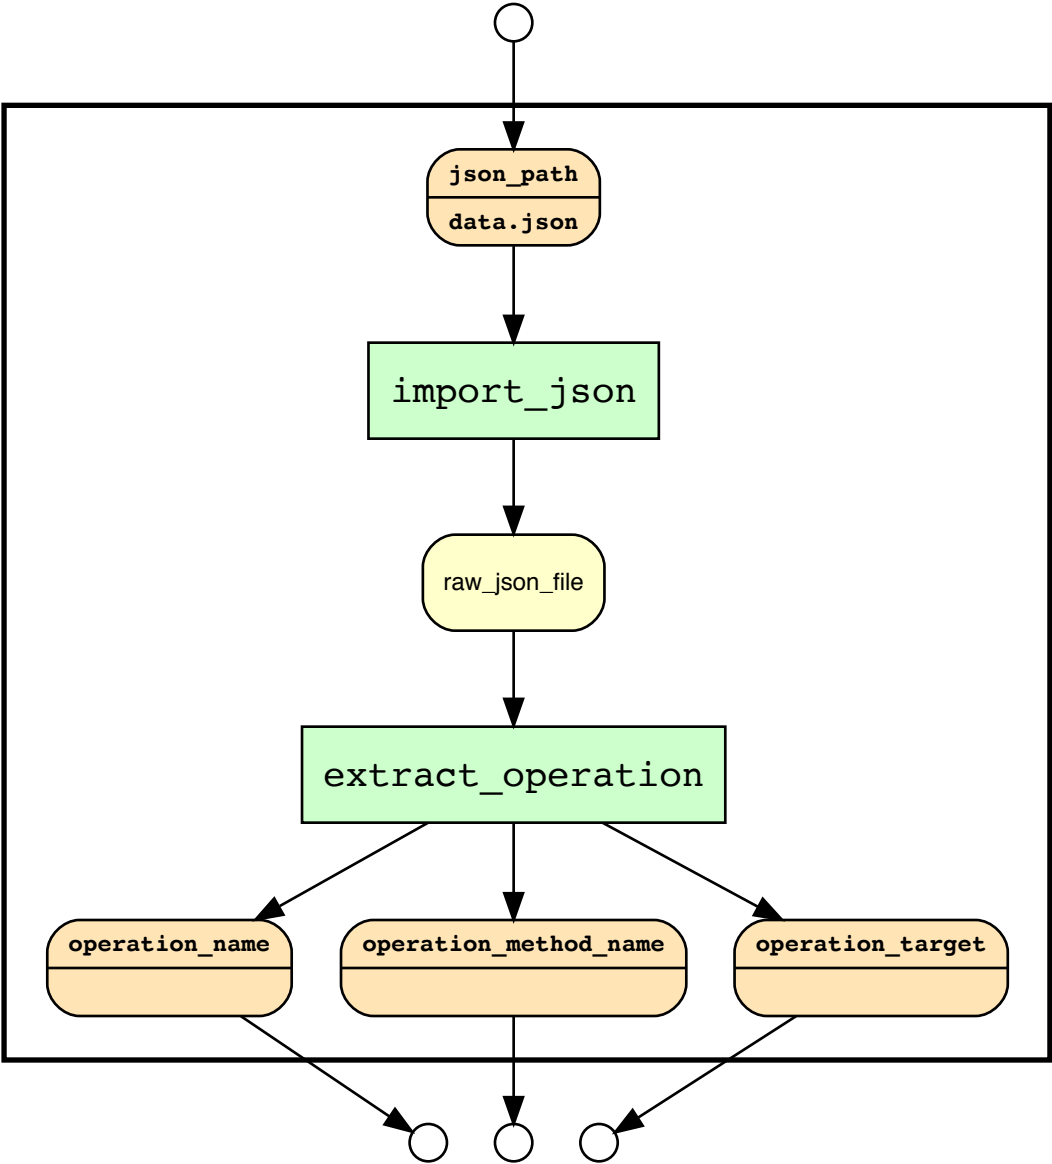 json_path
data.json
import_json
raw_json_file
extract_operation
operation_name
operation_method_name
operation_target